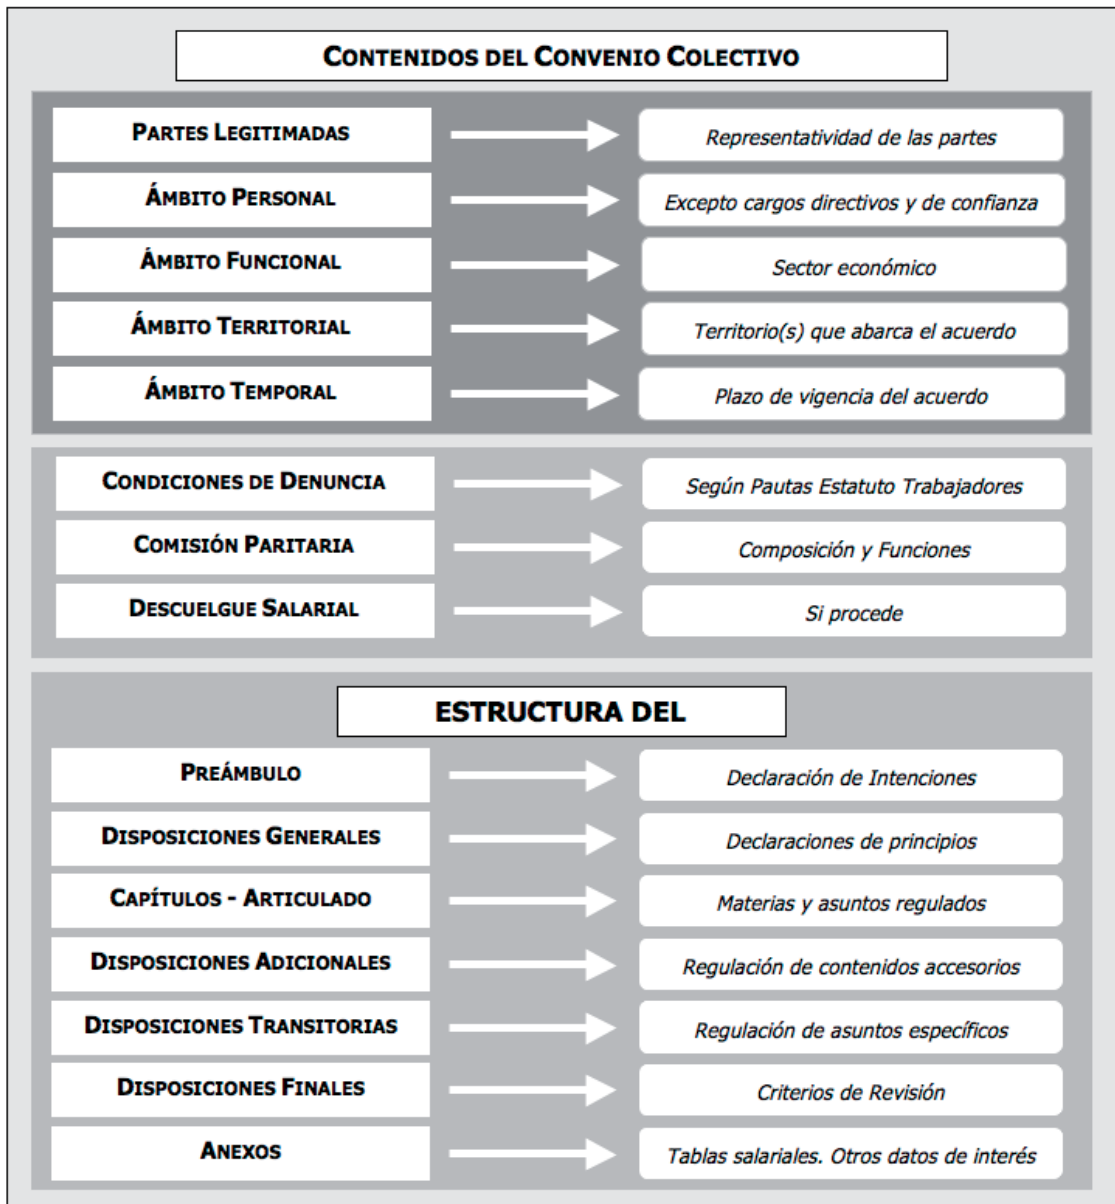 CONTENIDOS DEL CONVENIO COLECTIVO
PARTES LEGITIMADAS
Representatividad de las partes
ÁMBITO PERSONAL
Excepto cargos directivos y de confianza
ÁMBITO FUNCIONAL
Sector económico
ÁMBITO TERRITORIAL
Territorio(s) que abarca el acuerdo
ÁMBITO TEMPORAL
Plazo de vigencia del acuerdo
CONDICIONES DE DENUNCIA
Según Pautas Estatuto Trabajadores
COMISIÓN PARITARIA
Composición y Funciones
DESCUELGUE SALARIAL
Si procede
ESTRUCTURA DEL
PREÁMBULO
Declaración de Intenciones
DISPOSICIONES GENERALES
Declaraciones de principios
CAPÍTULOS - ARTICULADO
Materias y asuntos regulados
DISPOSICIONES ADICIONALES
Regulación de contenidos accesorios
DISPOSICIONES TRANSITORIAS
Regulación de asuntos específicos
DISPOSICIONES FINALES
Criterios de Revisión
ANEXOS
Tablas salariales. Otros datos de interés